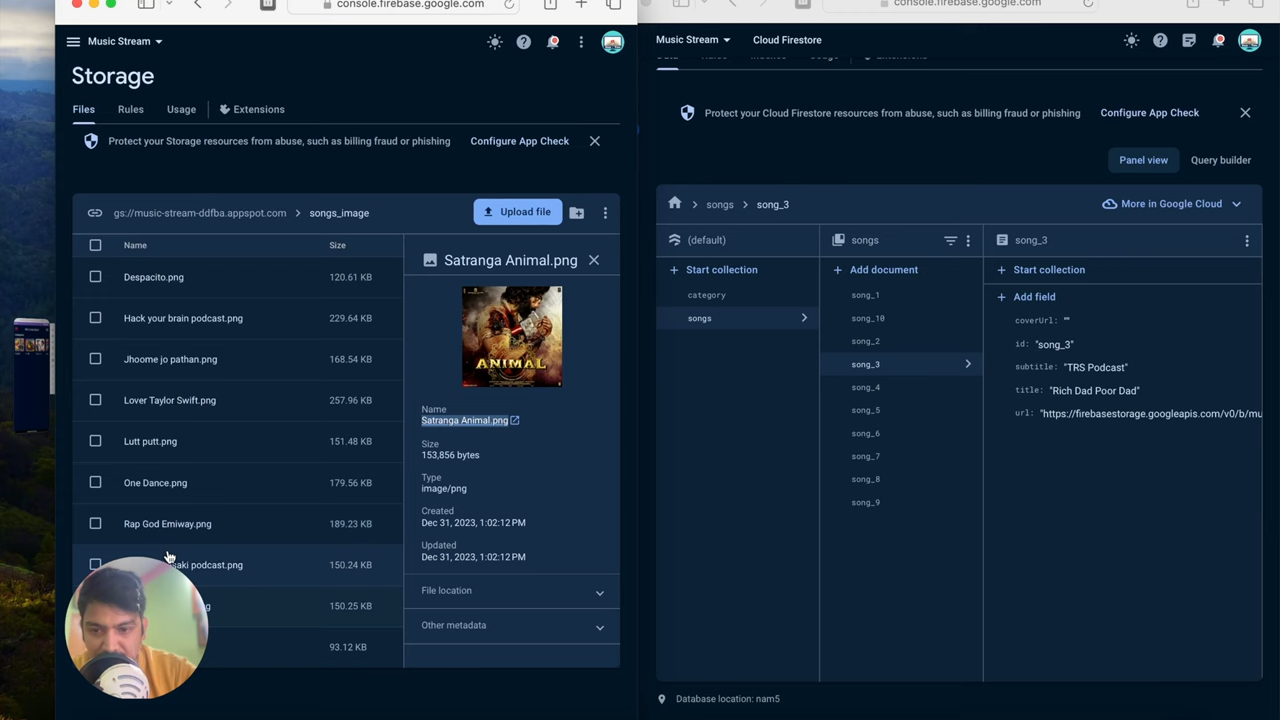 console.firebase.google.com
Music Stream
Storage
Files
Rules
Usage
Extensions
Protect your Storage resources from abuse, such as billing fraud or phishing
Configure App Check
gs://music-stream-ddfba.appspot.com
songs_image
Upload file
Name
Size
Despacito.png
120.61 KB
Hack your brain podcast.png
229.64 KB
Jhoome jo pathan.png
168.54 KB
Lover Taylor Swift.png
257.96 KB
Lutt putt.png
151.48 KB
One Dance.png
179.56 KB
Rap God Emiway.png
189.23 KB
podcast.png
150.24 KB
150.25 KB
93.12 KB
Satranga Animal.png
ANIMAL
Name
Satranga Animal.png
Size
153,856 bytes
Type
image/png
Created
Dec 31, 2023, 1:02:12 PM
Updated
Dec 31, 2023, 1:02:12 PM
File location
Other metadata
console.firebase.google.com
Music Stream
Cloud Firestore
Protect your Cloud Firestore resources from abuse, such as billing fraud or phishing
Configure App Check
Panel view
Query builder
songs
song_3
More in Google Cloud
(default)
songs
song_3
Start collection
Add document
Start collection
category
songs
song_1
song_10
song_2
song_3
song_4
song_5
song_6
song_7
song_8
song_9
Add field
coverUrl: ""
id: "song_3"
subtitle: "TRS Podcast"
title: "Rich Dad Poor Dad"
url: "https://firebasestorage.googleapis.com/v0/b/mu
Database location: nam5